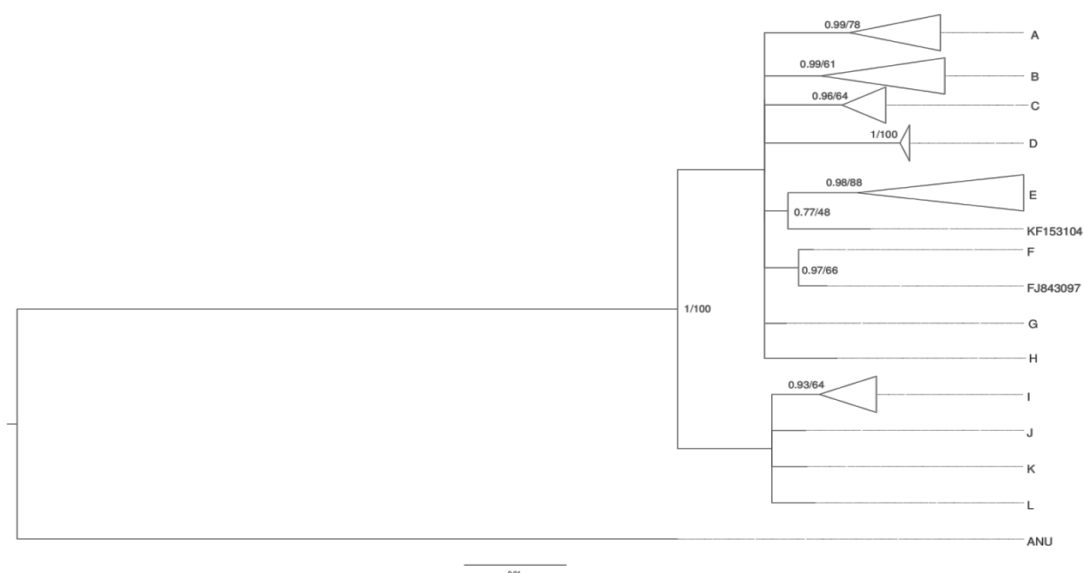 0.99/78
A
0.99/61
B
0.96/64
C
1/100
D
0.98/88
E
0.77/48
KF153104
F
0.97/66
FJ843097
1/100
G
H
0.93/64
I
J
K
L
ANU